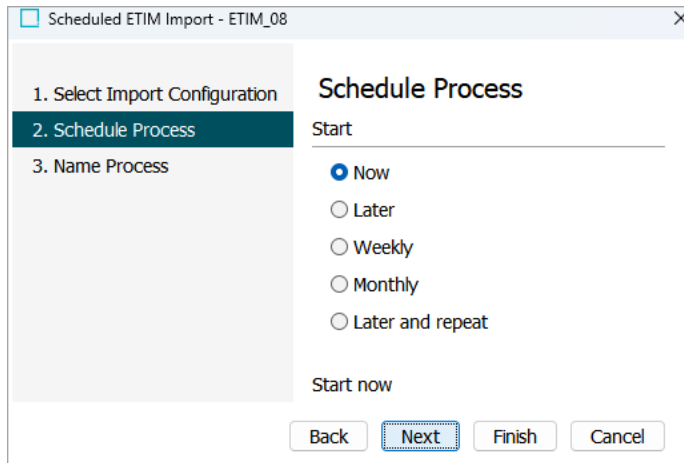 Scheduled ETIM Import - ETIM_08
1. Select Import Configuration
2. Schedule Process
3. Name Process
Schedule Process
Start
Now
Later
Weekly
Monthly
Later and repeat
Start now
Back
Next
Finish
Cancel